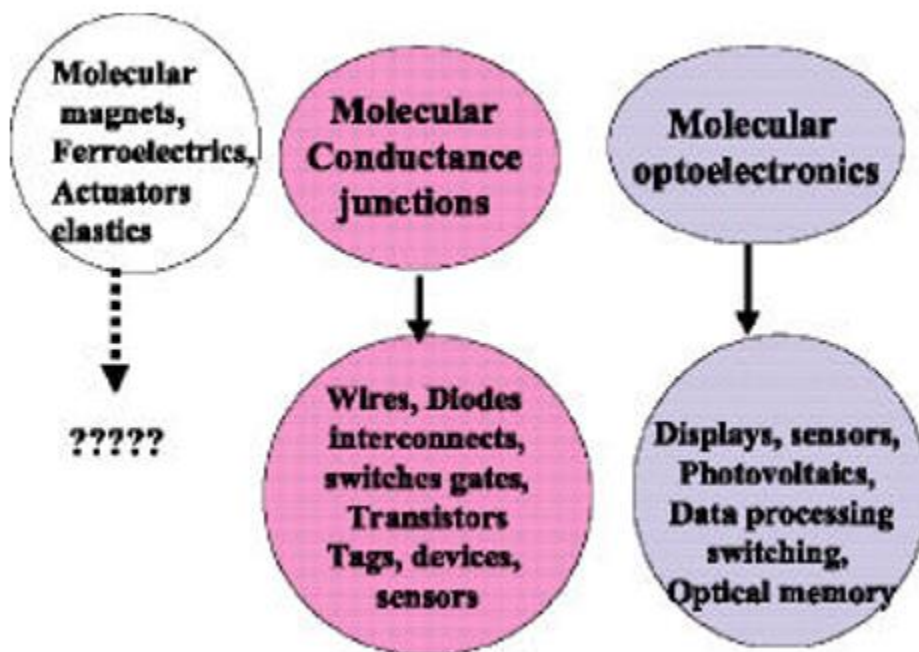 Molecular
magnets,
Ferroelectrics,
Actuators
elastics
?????
Molecular
Conductance
junctions
Wires, Diodes
interconnects,
switches gates,
Transistors
Tags, devices,
sensors
Molecular
optoelectronics
Displays, sensors,
Photovoltaics,
Data processing
switching,
Optical memory